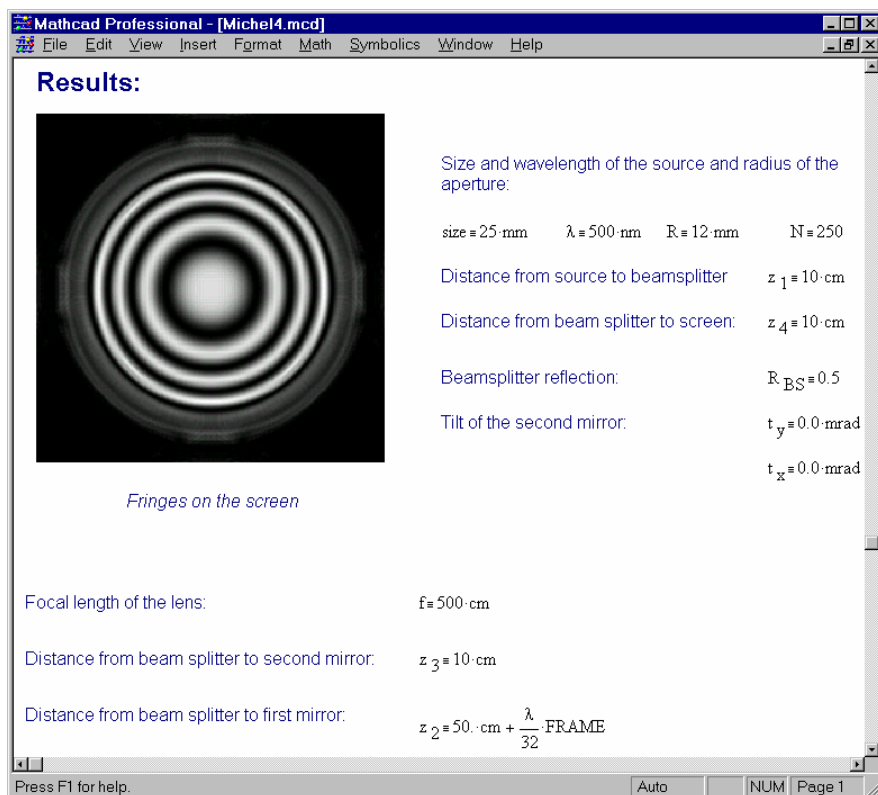 Mathcad Professional - [Michel4.mcd]
File Edit View Insert Format Math Symbolics Window Help
Results:
Size and wavelength of the source and radius of the
aperture:
size ≡ 25·mm λ ≡ 500·nm R ≡ 12·mm N ≡ 250
Distance from source to beamsplitter z 1 ≡ 10·cm
Distance from beam splitter to screen: z 4 ≡ 10·cm
Beamsplitter reflection: R BS ≡ 0.5
Tilt of the second mirror: t y ≡ 0.0·mrad
t x ≡ 0.0·mrad
Fringes on the screen
Focal length of the lens: f ≡ 500·cm
Distance from beam splitter to second mirror: z 3 ≡ 10·cm
Distance from beam splitter to first mirror: z 2 ≡ 50.·cm + λ/32·FRAME
Press F1 for help. Auto NUM Page 1